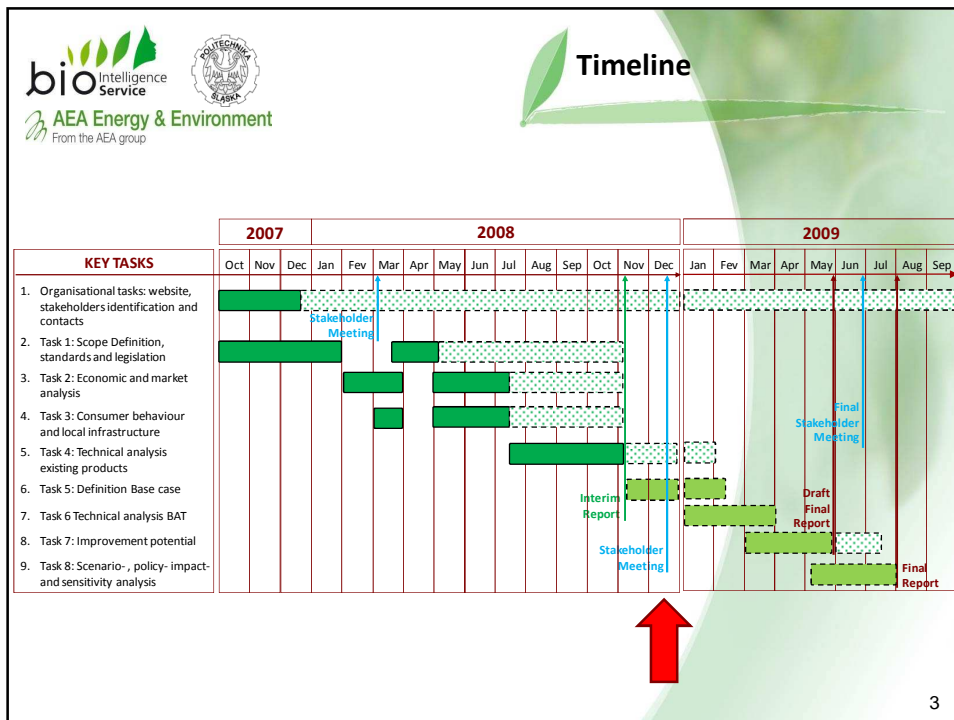 bio Intelligence
Service
POLITECHNIKA
ŚLĄSKA
AEA Energy & Environment
From the AEA group
Timeline
2007 2008 2009
KEY TASKS Oct Nov Dec Jan Fev Mar Apr May Jun Jul Aug Sep Oct Nov Dec Jan Fev Mar Apr May Jun Jul Aug Sep
1. Organisational tasks: website,
stakeholders identification and
contacts
Stakeholder
Meeting
2. Task 1: Scope Definition,
standards and legislation
3. Task 2: Economic and market
analysis
4. Task 3: Consumer behaviour
and local infrastructure
Final
Stakeholder
Meeting
5. Task 4: Technical analysis
existing products
6. Task 5: Definition Base case
Interim
Report
Draft
Final
Report
7. Task 6 Technical analysis BAT
8. Task 7: Improvement potential
Stakeholder
Meeting
9. Task 8: Scenario- , policy- impact-
and sensitivity analysis
Final
Report
3